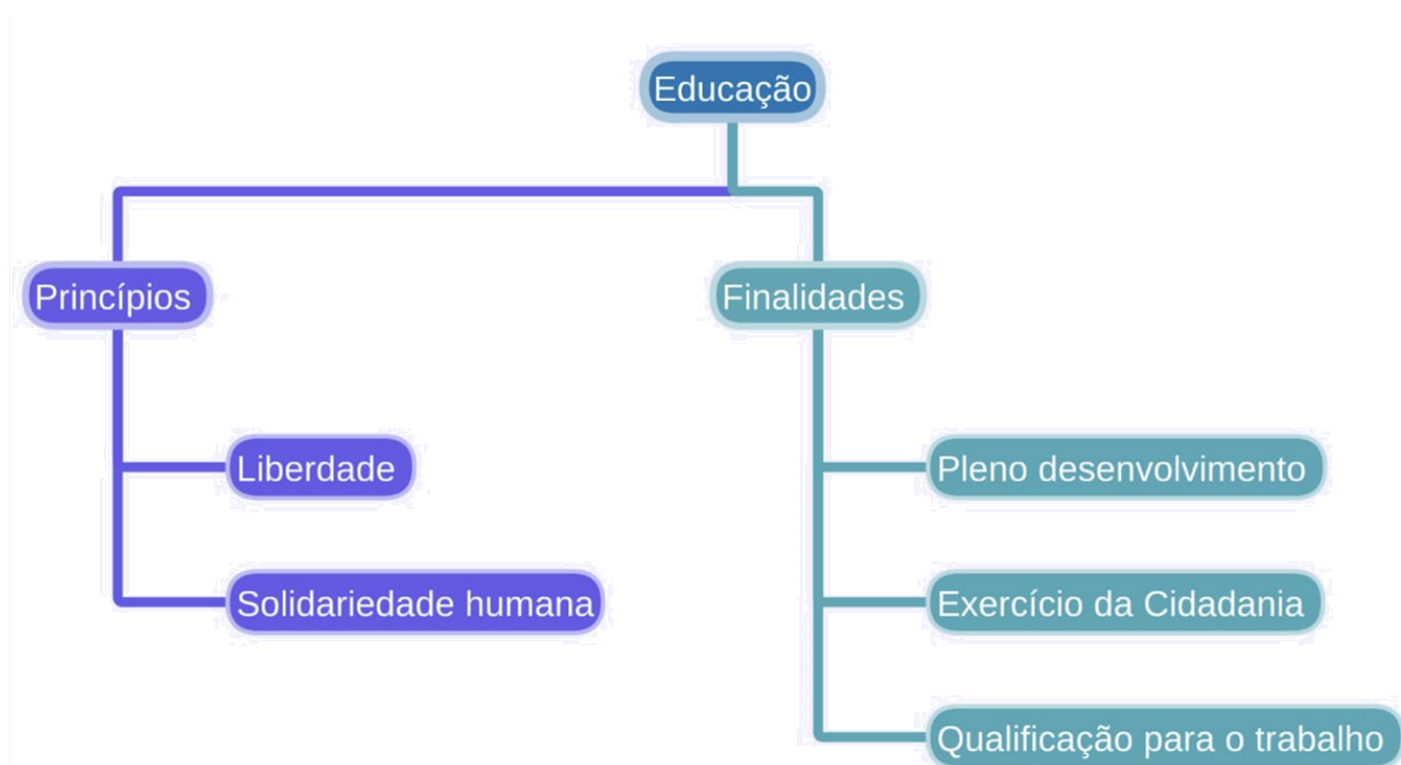 Educação
Princípios
Finalidades
Liberdade
Pleno desenvolvimento
Solidariedade humana
Exercício da Cidadania
Qualificação para o trabalho